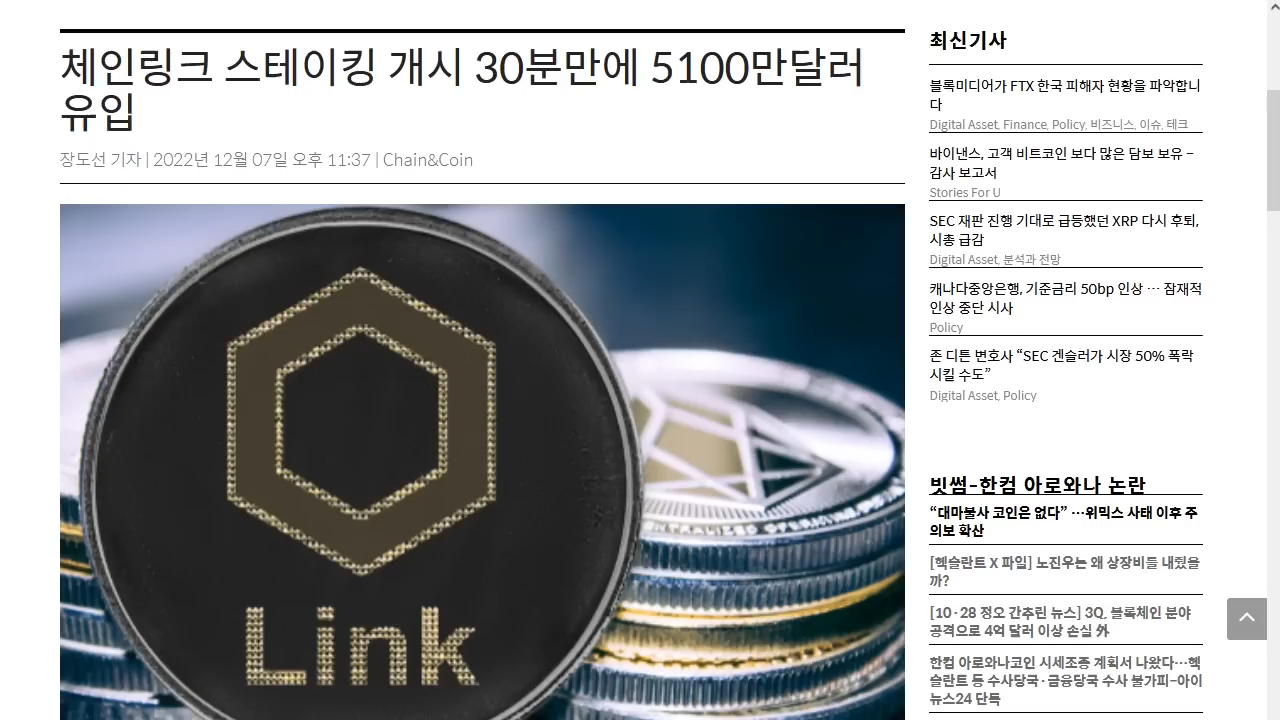 체인링크 스테이킹 개시 30분만에 5100만달러
유입
장도선 기자 | 2022년 12월 07일 오후 11:37 | Chain&Coin
Link
최신기사
블록미디어가 FTX 한국 피해자 현황을 파악합니
다
Digital Asset, Finance, Policy, 비즈니스, 이슈, 테크
바이낸스, 고객 비트코인 보다 많은 담보 보유 –
감사 보고서
Stories For U
SEC 재판 진행 기대로 급등했던 XRP 다시 후퇴,
시총 급감
Digital Asset, 분석과 전망
캐나다중앙은행, 기준금리 50bp 인상 … 잠재적
인상 중단 시사
Policy
존 디튼 변호사 “SEC 겐슬러가 시장 50% 폭락
시킬 수도”
Digital Asset, Policy
빗썸-한컴 아로와나 논란
“대마불사 코인은 없다” …위믹스 사태 이후 주
의보 확산
[헥슬란트 X 파일] 노진우는 왜 상장비를 내줬을
까?
[10·28 정오 간추린 뉴스] 3Q, 블록체인 분야
공격으로 4억 달러 이상 손실 外
한컴 아로와나코인 시세조종 계획서 나왔다…헥
슬란트 등 수사당국·금융당국 수사 불가피-아이
뉴스24 단독